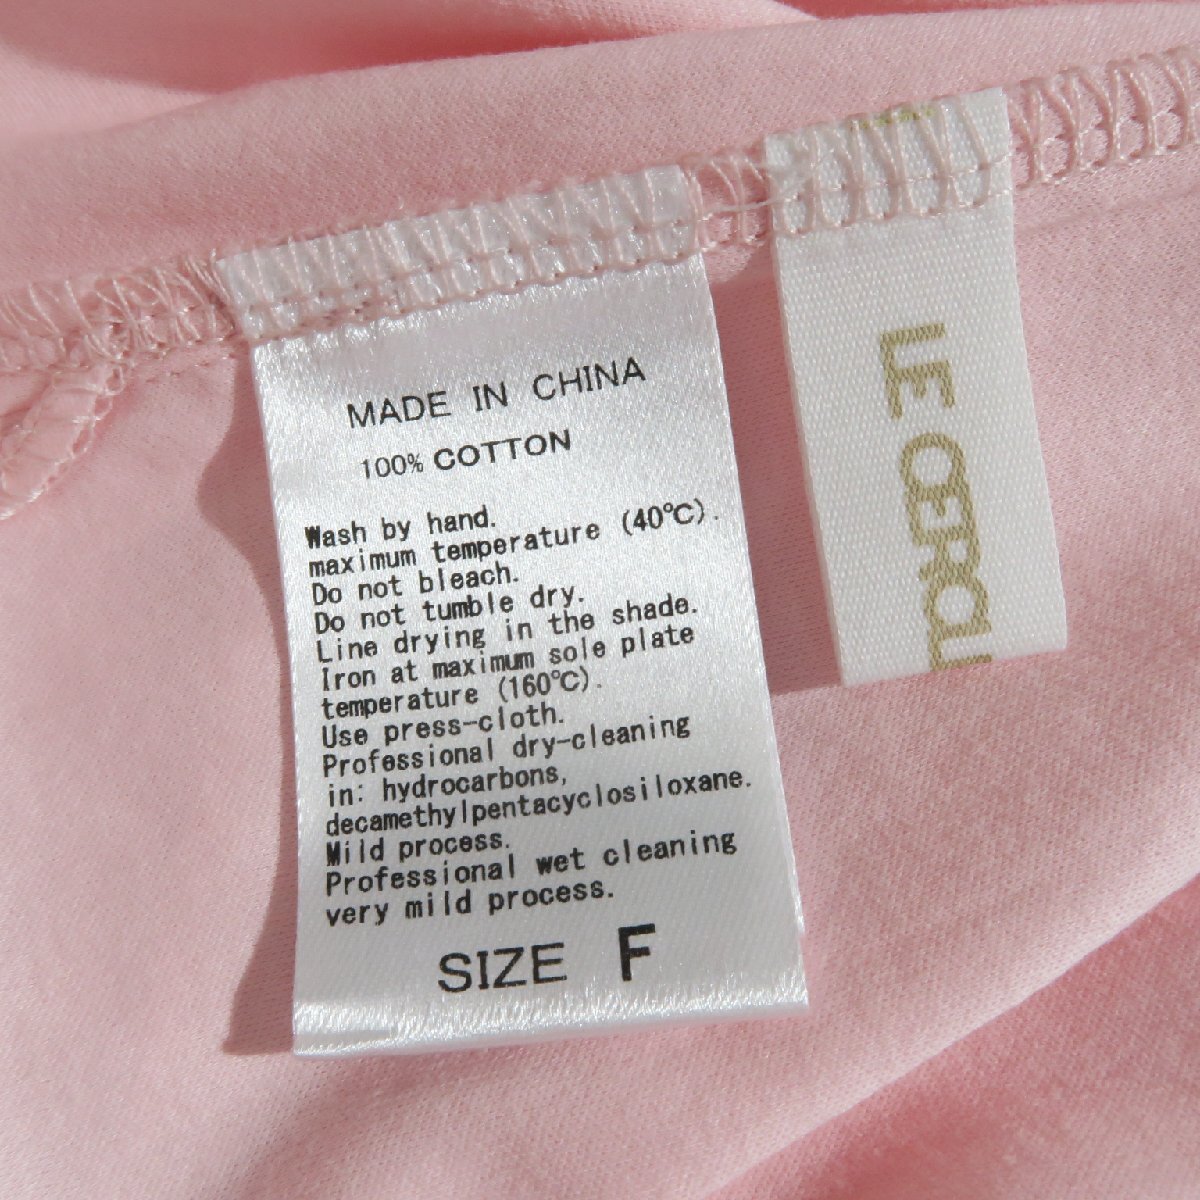 MADE IN CHINA
100% COTTON
Wash by hand.
maximum temperature (40℃).
Do not bleach.
Do not tumble dry.
Line drying in the shade.
Iron at maximum sole plate
temperature (160℃).
Use press-cloth.
Professional dry-cleaning
in: hydrocarbons,
decamethylpentacyclosiloxane.
Mild process.
Professional wet cleaning
very mild process.
SIZE F
LE